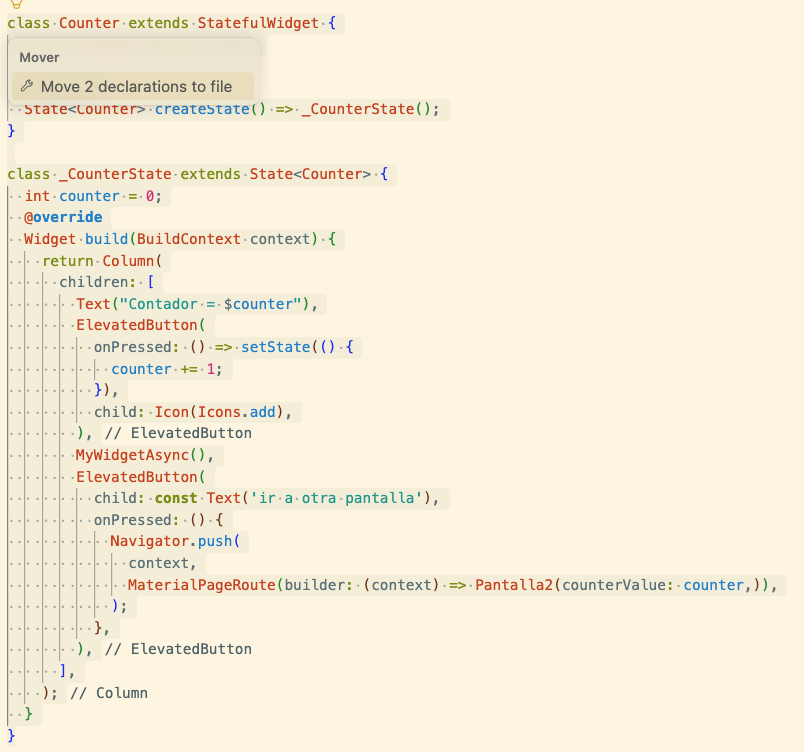 class Counter extends StatefulWidget {
Mover
Move 2 declarations to file
  State<Counter> createState() => _CounterState();
}
class _CounterState extends State<Counter> {
  int counter = 0;
  @override
  Widget build(BuildContext context) {
    return Column(
      children: [
        Text("Contador = $counter"),
        ElevatedButton(
          onPressed: () => setState(() {
            counter += 1;
          }),
          child: Icon(Icons.add),
        ), // ElevatedButton
        MyWidgetAsync(),
        ElevatedButton(
          child: const Text('ir a otra pantalla'),
          onPressed: () {
            Navigator.push(
              context,
              MaterialPageRoute(builder: (context) => Pantalla2(counterValue: counter,)),
            );
          },
        ), // ElevatedButton
      ],
    ); // Column
  }
}